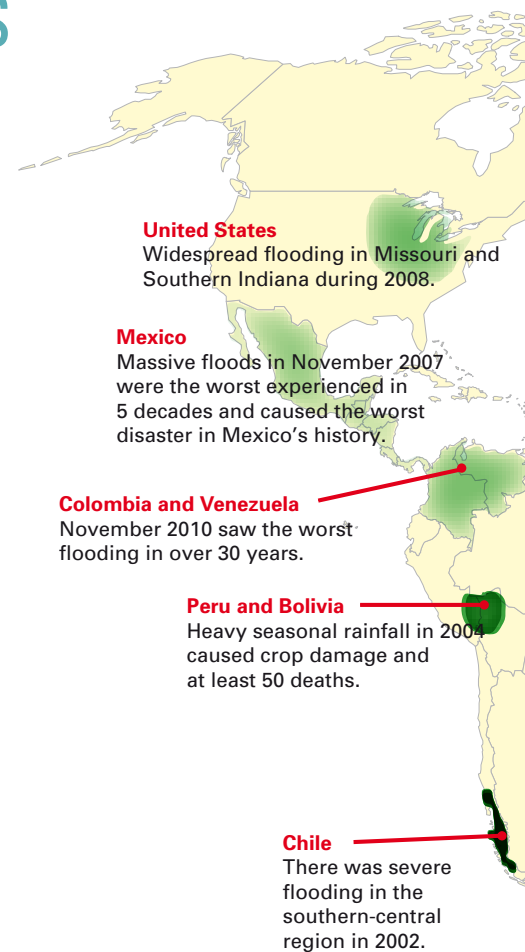 S
United States
Widespread flooding in Missouri and
Southern Indiana during 2008.
Mexico
Massive floods in November 2007
were the worst experienced in
5 decades and caused the worst
disaster in Mexico’s history.
Colombia and Venezuela
November 2010 saw the worst
flooding in over 30 years.
Peru and Bolivia
Heavy seasonal rainfall in 2004
caused crop damage and
at least 50 deaths.
Chile
There was severe
flooding in the
southern-central
region in 2002.